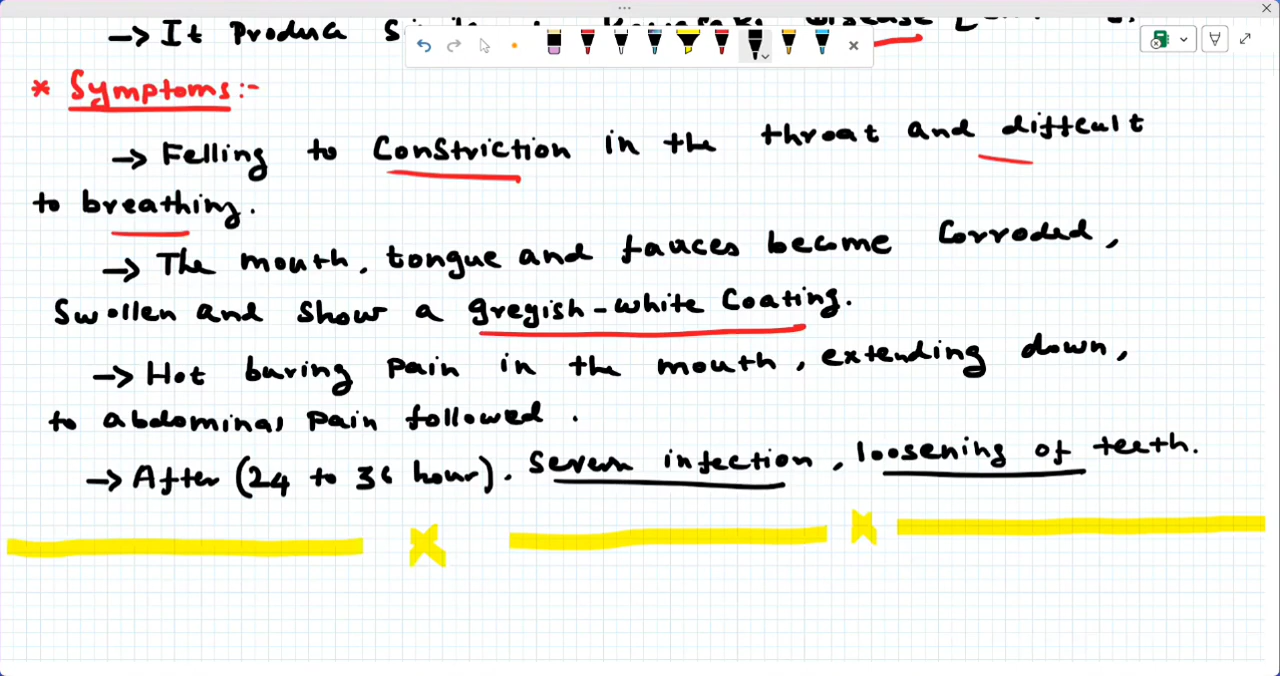 → It produce disease
* Symptoms:-
→ Felling to constriction in the throat and diffcult
to breathing.
→ The mouth, tongue and fauces become corroded,
swollen and show a gregish-white coating.
→ Hot buring pain in the mouth, extending down,
to abdominal pain followed.
→ After (24 to 36 hour). Severe infection, loosening of teeth.